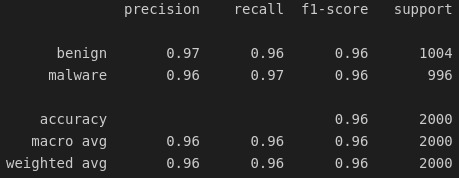 precision recall f1-score support
benign 0.97 0.96 0.96 1004
malware 0.96 0.97 0.96 996
accuracy 0.96 2000
macro avg 0.96 0.96 0.96 2000
weighted avg 0.96 0.96 0.96 2000